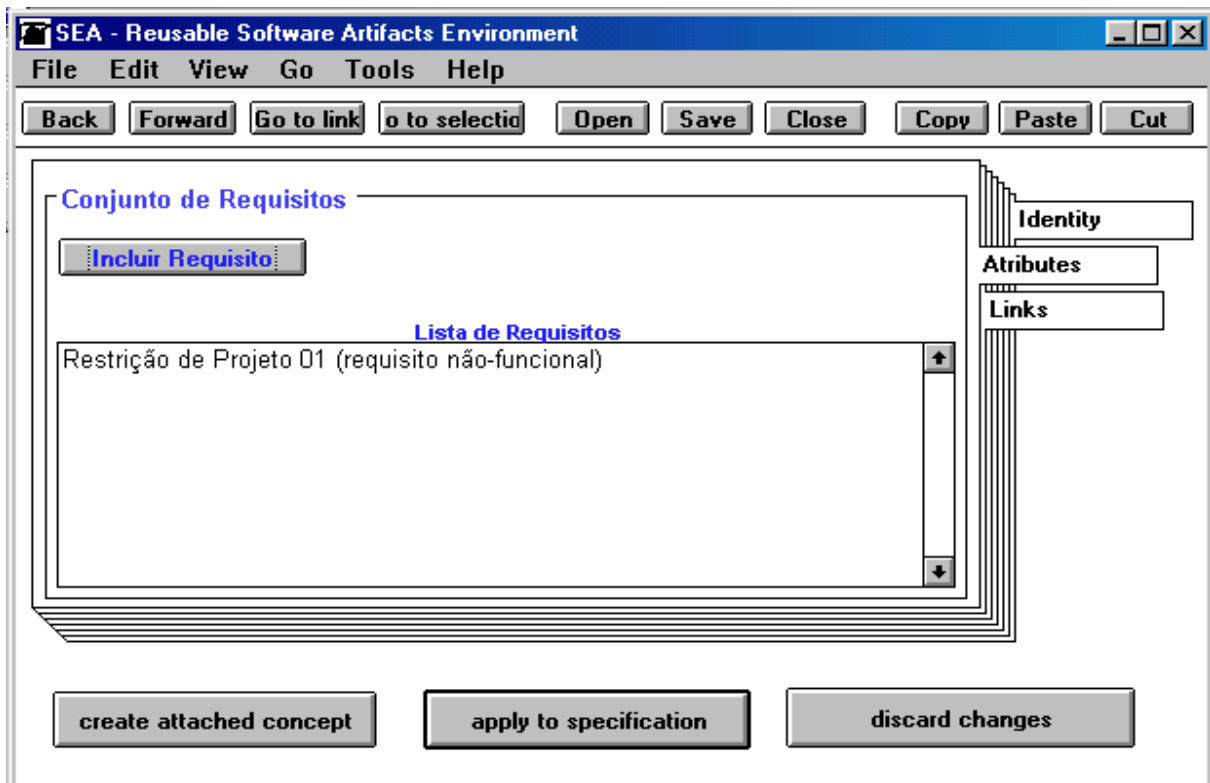 SEA - Reusable Software Artifacts Environment
File Edit View Go Tools Help
Back Forward Go to link o to selectio Open Save Close Copy Paste Cut
Conjunto de Requisitos
Identity
Incluir Requisito
Atributes
Links
Lista de Requisitos
Restrição de Projeto 01 (requisito não-funcional)
create attached concept apply to specification discard changes